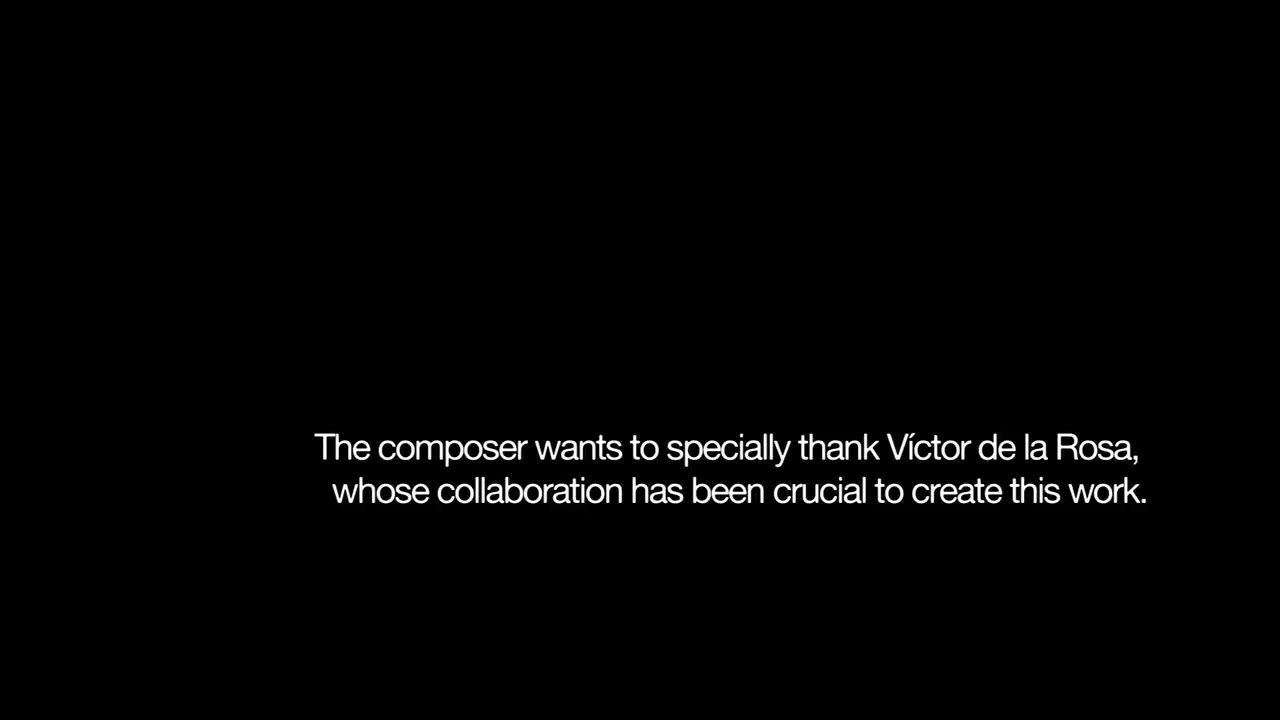 The composer wants to specially thank Víctor de la Rosa,
whose collaboration has been crucial to create this work.